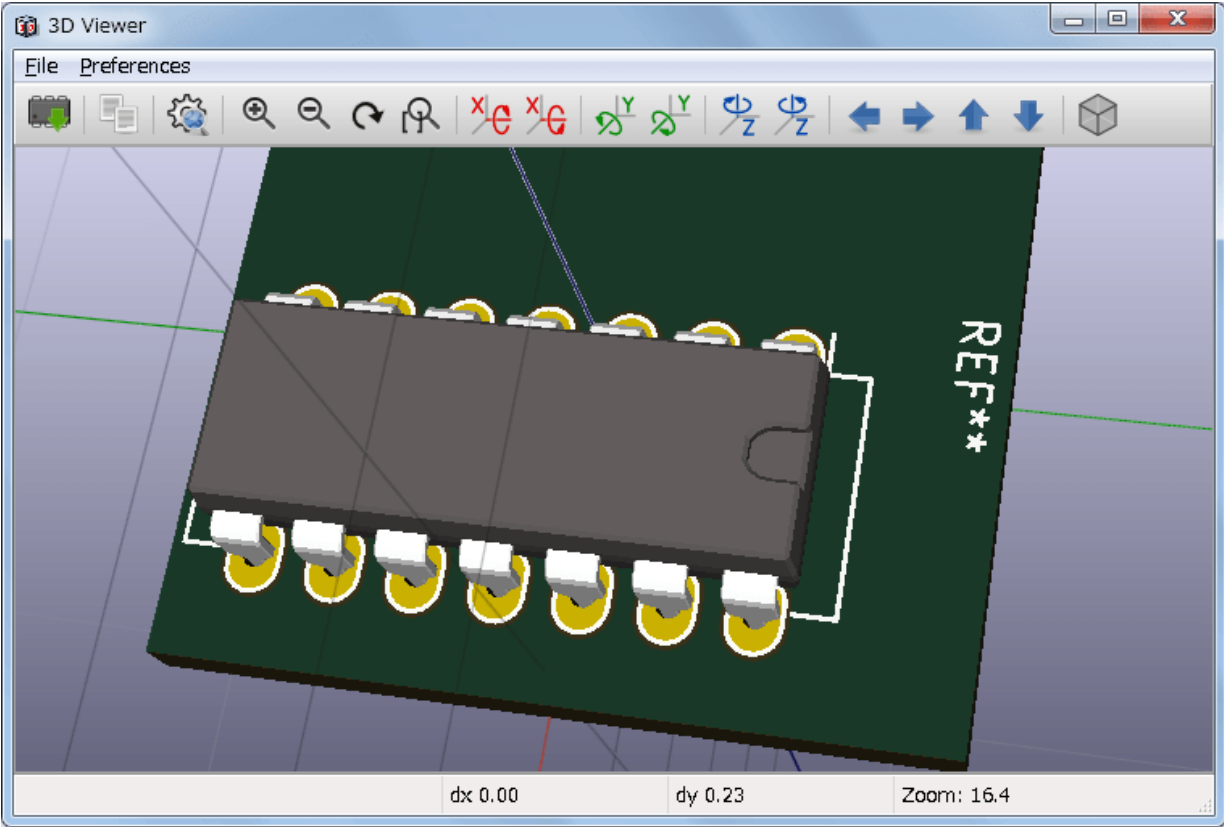 3D Viewer
File Preferences
X X Y Y Z Z
REF**
dx 0.00 dy 0.23 Zoom: 16.4